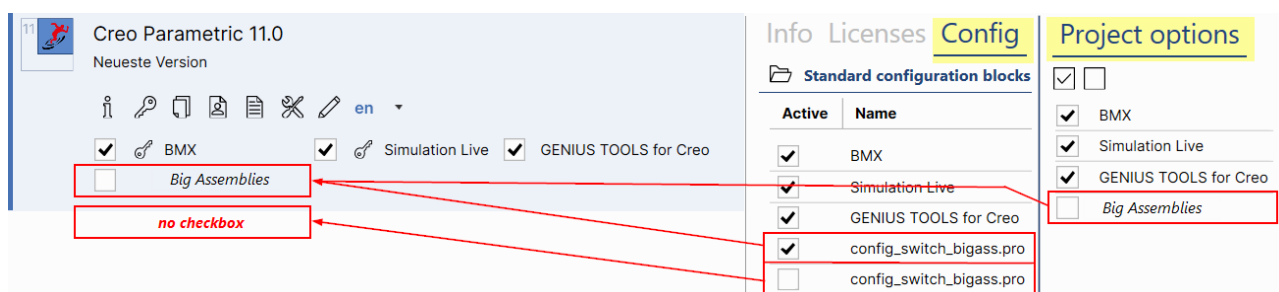 11
Creo Parametric 11.0
Neueste Version
en
BMX
Simulation Live
GENIUS TOOLS for Creo
Big Assemblies
no checkbox
Info Licenses Config
Standard configuration blocks
Active Name
BMX
Simulation Live
GENIUS TOOLS for Creo
config_switch_bigass.pro
config_switch_bigass.pro
Project options
BMX
Simulation Live
GENIUS TOOLS for Creo
Big Assemblies